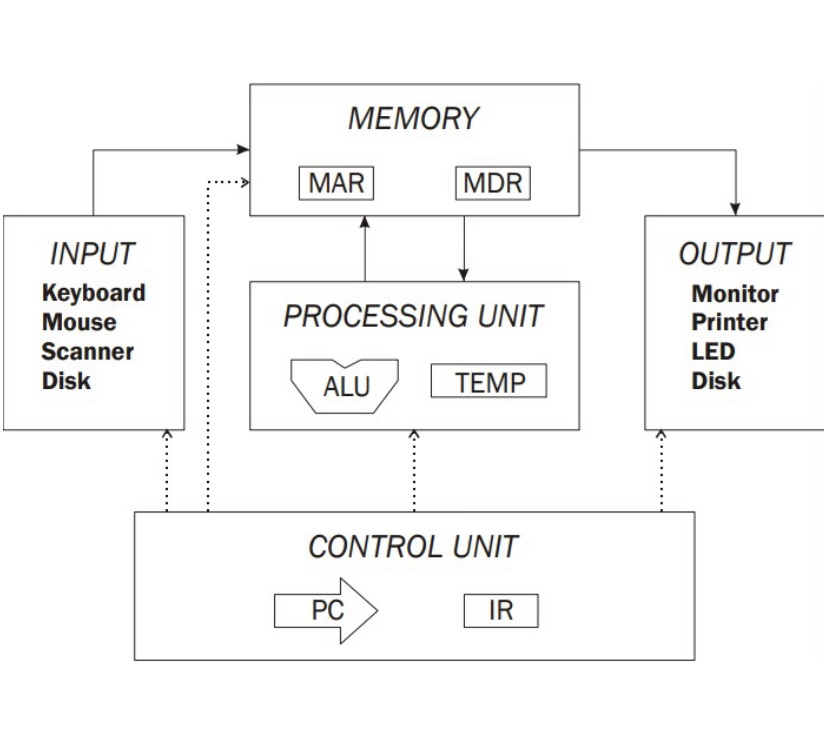 MEMORY
MAR
MDR
INPUT
Keyboard
Mouse
Scanner
Disk
PROCESSING UNIT
ALU
TEMP
OUTPUT
Monitor
Printer
LED
Disk
CONTROL UNIT
PC
IR